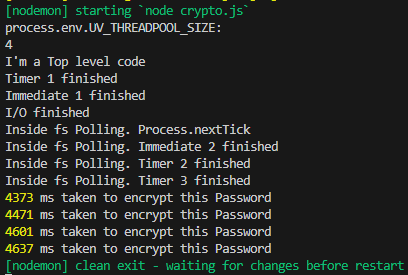 [nodemon] starting `node crypto.js`
process.env.UV_THREADPOOL_SIZE:
4
I'm a Top level code
Timer 1 finished
Immediate 1 finished
I/O finished
Inside fs Polling. Process.nextTick
Inside fs Polling. Immediate 2 finished
Inside fs Polling. Timer 2 finished
Inside fs Polling. Timer 3 finished
4373 ms taken to encrypt this Password
4471 ms taken to encrypt this Password
4601 ms taken to encrypt this Password
4637 ms taken to encrypt this Password
[nodemon] clean exit - waiting for changes before restart